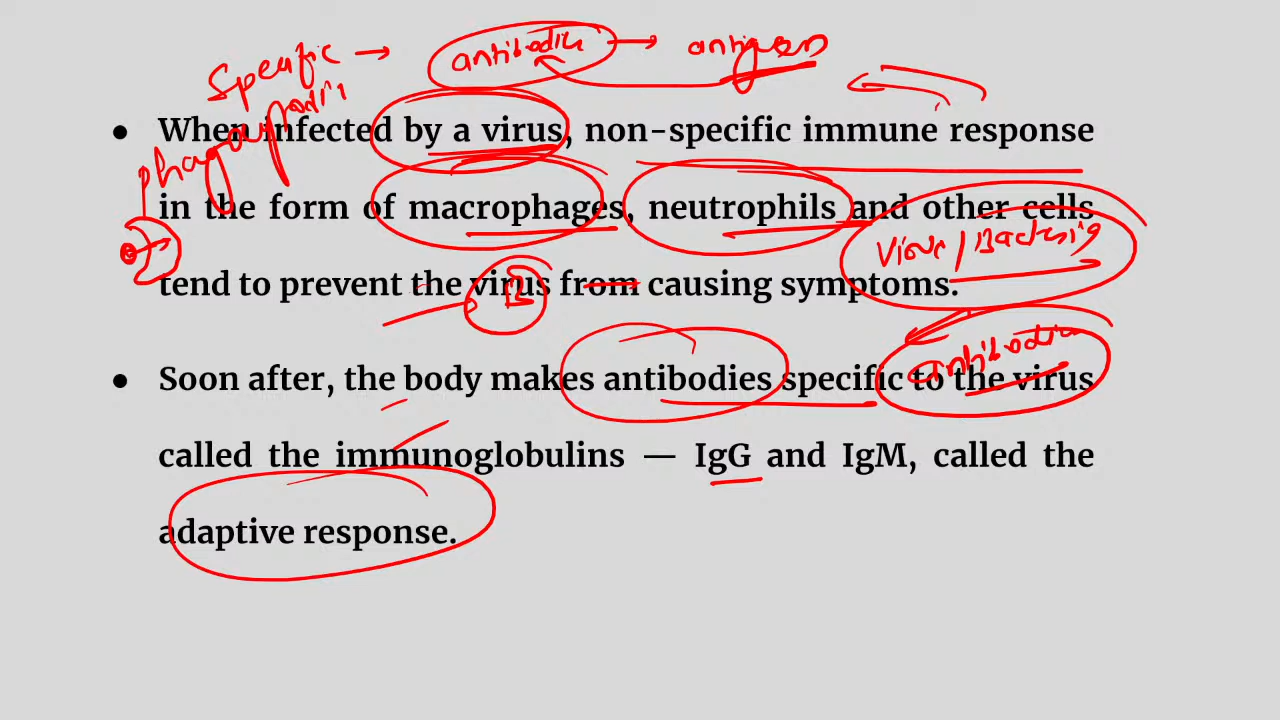 specific → antibodies → antigens
phagocytosis
● When infected by a virus, non-specific immune response
in the form of macrophages, neutrophils and other cells
Virus / Bacteria
tend to prevent the virus from causing symptoms.
antibodies
● Soon after, the body makes antibodies specific to the virus
called the immunoglobulins — IgG and IgM, called the
adaptive response.